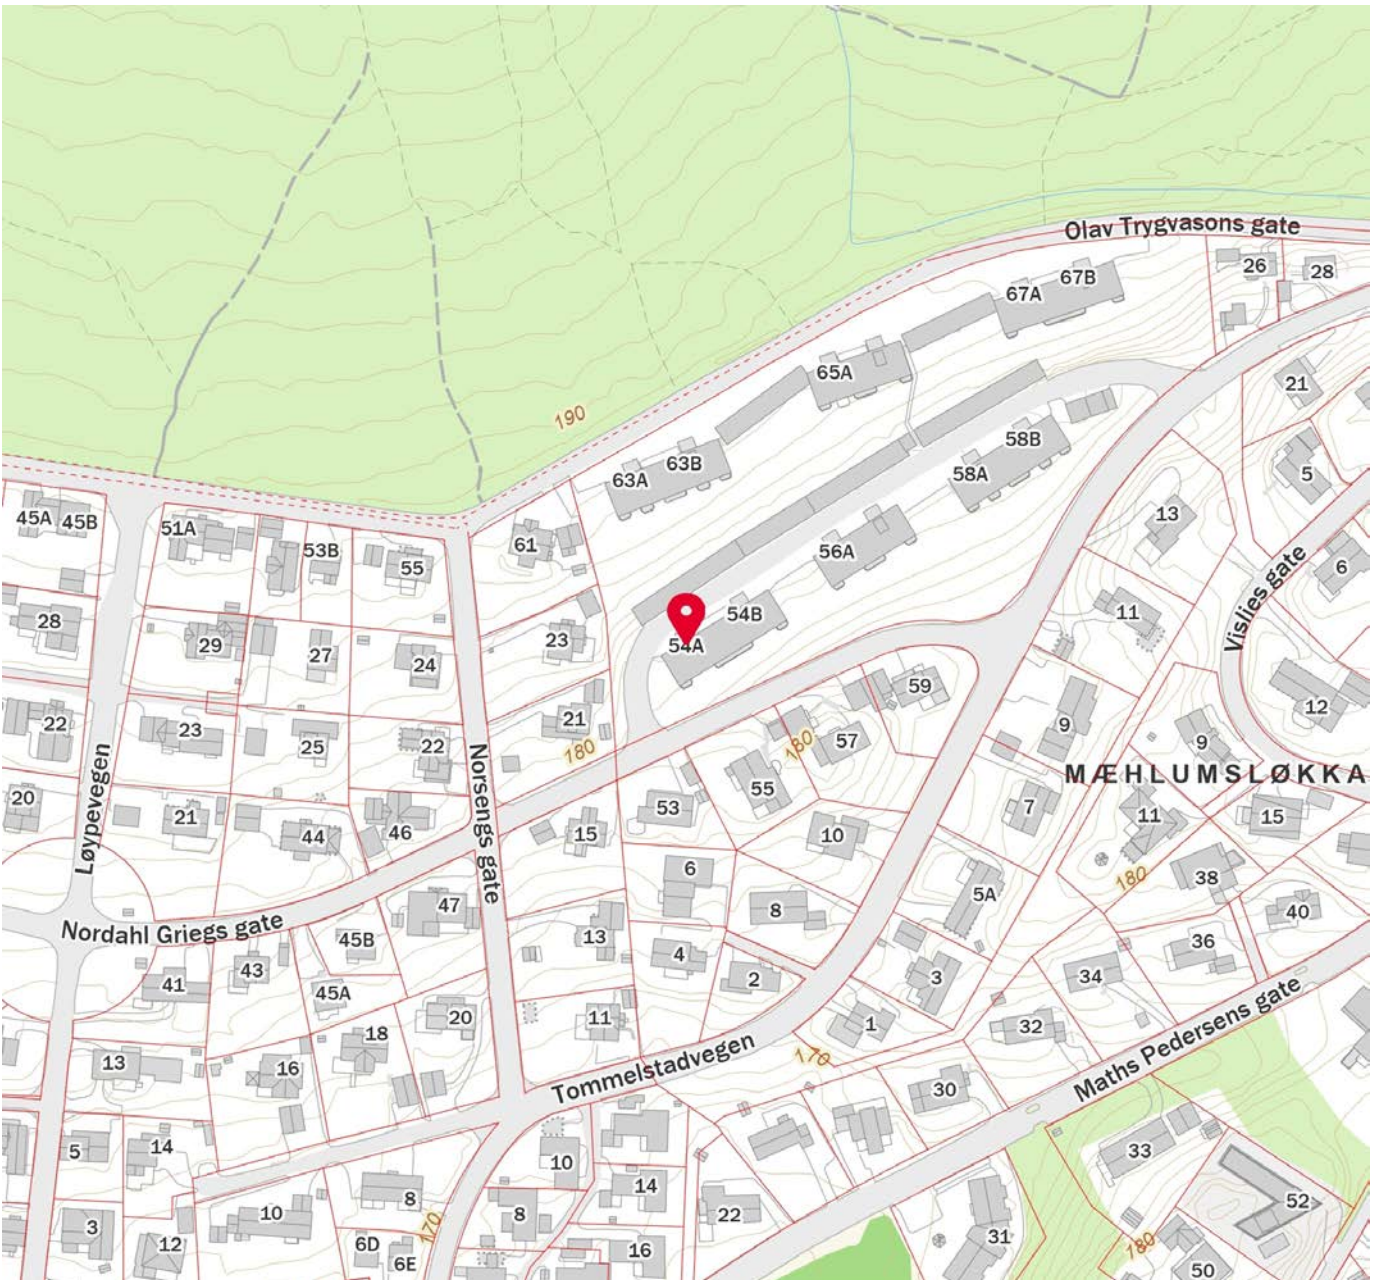 Olav Trygvasons gate
26
28
67B
67A
65A
21
190
58B
63B
63A
58A
5
45A
45B
51A
53B
55
61
13
56A
6
28
29
27
24
23
54B
54A
11
Vislies gate
59
12
22
23
25
22
21
180
57
180
9
9
Norsengs gate
MÆHLUMSLØKKA
Løypevegen
20
21
44
46
15
53
55
10
7
11
15
6
180
38
5A
47
8
40
Nordahl Griegs gate
45B
13
4
36
41
43
45A
2
3
34
20
11
1
32
18
13
16
Tommelstadvegen
170
Maths Pedersens gate
30
5
14
10
33
8
14
52
3
10
12
6D
6E
170
8
16
22
31
180
50